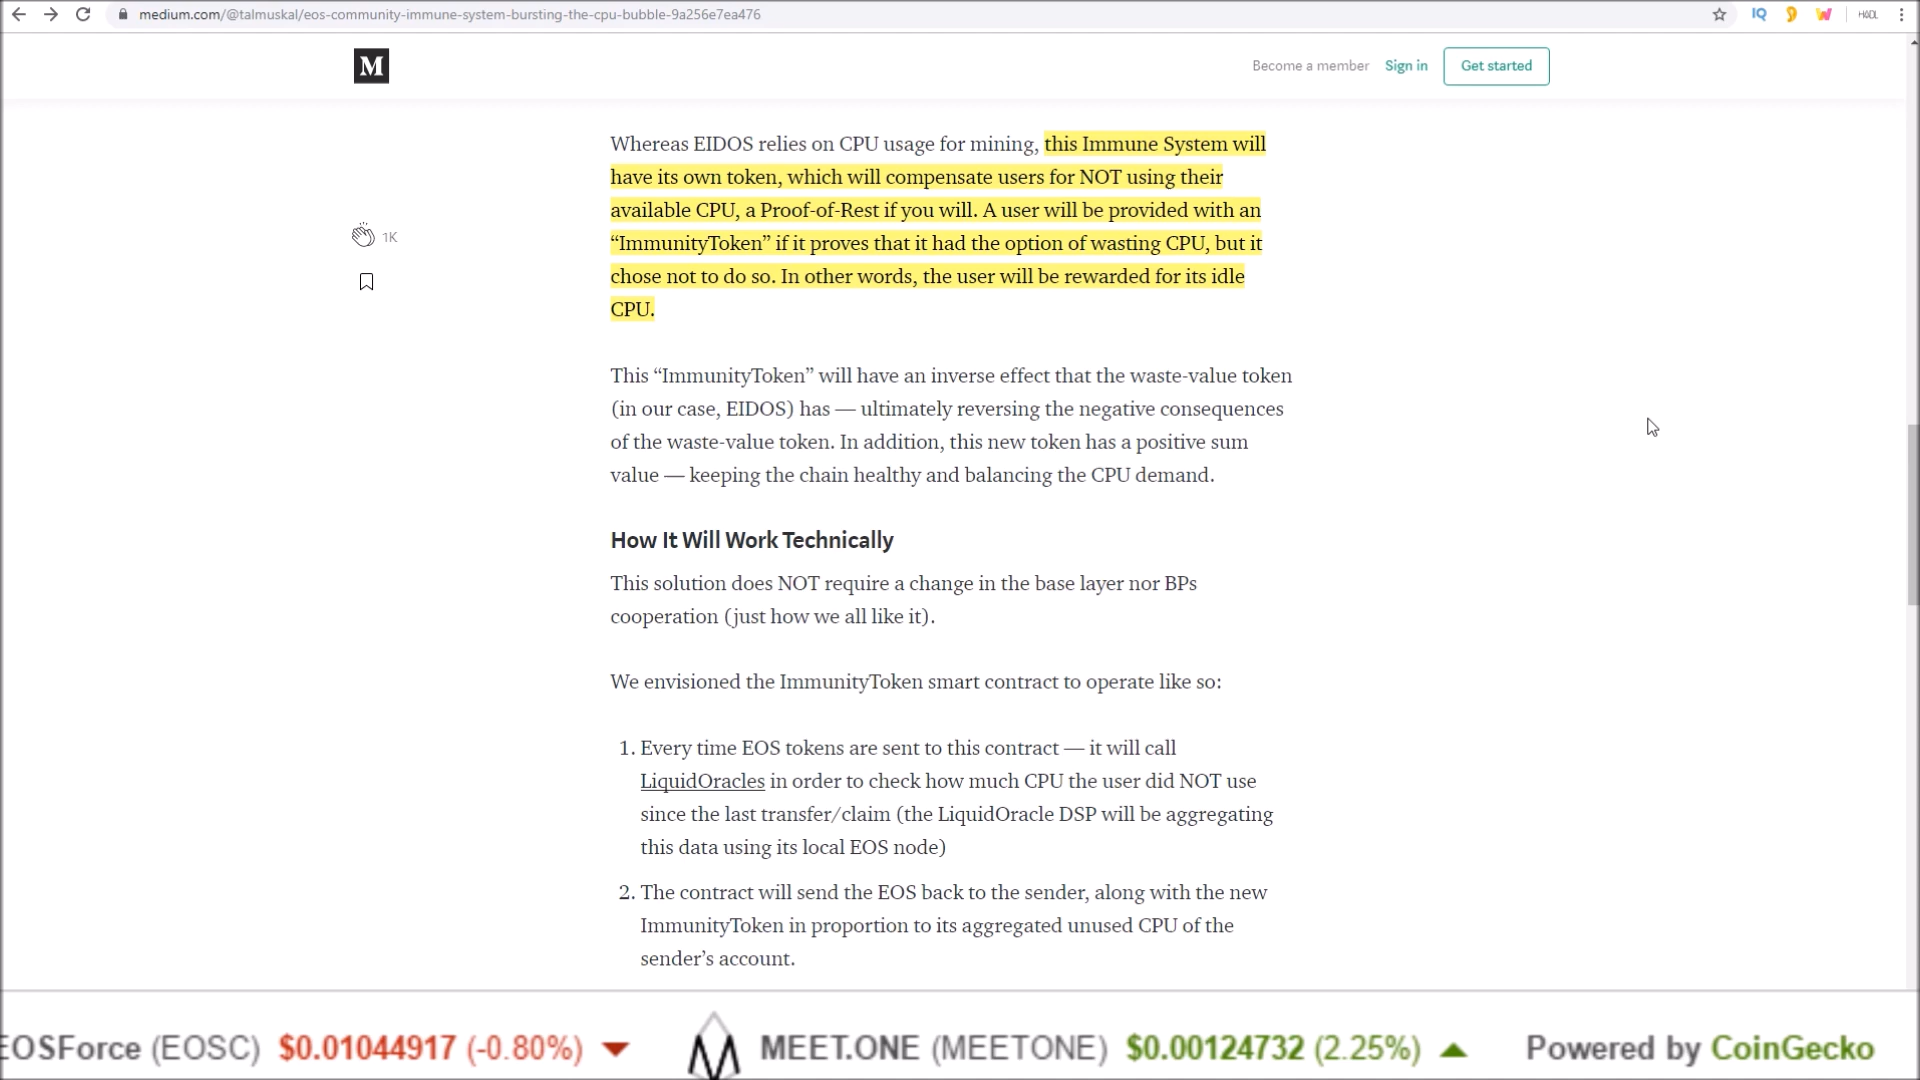 medium.com/@talmuskal/eos-community-immune-system-bursting-the-cpu-bubble-9a256e7ea476
IQ
HODL
M
Become a member
Sign in
Get started
Whereas EIDOS relies on CPU usage for mining, this Immune System will
have its own token, which will compensate users for NOT using their
available CPU, a Proof-of-Rest if you will. A user will be provided with an
“ImmunityToken” if it proves that it had the option of wasting CPU, but it
chose not to do so. In other words, the user will be rewarded for its idle
CPU.
1K
This “ImmunityToken” will have an inverse effect that the waste-value token
(in our case, EIDOS) has — ultimately reversing the negative consequences
of the waste-value token. In addition, this new token has a positive sum
value — keeping the chain healthy and balancing the CPU demand.
How It Will Work Technically
This solution does NOT require a change in the base layer nor BPs
cooperation (just how we all like it).
We envisioned the ImmunityToken smart contract to operate like so:
1. Every time EOS tokens are sent to this contract — it will call
LiquidOracles in order to check how much CPU the user did NOT use
since the last transfer/claim (the LiquidOracle DSP will be aggregating
this data using its local EOS node)
2. The contract will send the EOS back to the sender, along with the new
ImmunityToken in proportion to its aggregated unused CPU of the
sender’s account.
EOSForce (EOSC) $0.01044917 (-0.80%) MEET.ONE (MEETONE) $0.00124732 (2.25%) Powered by CoinGecko